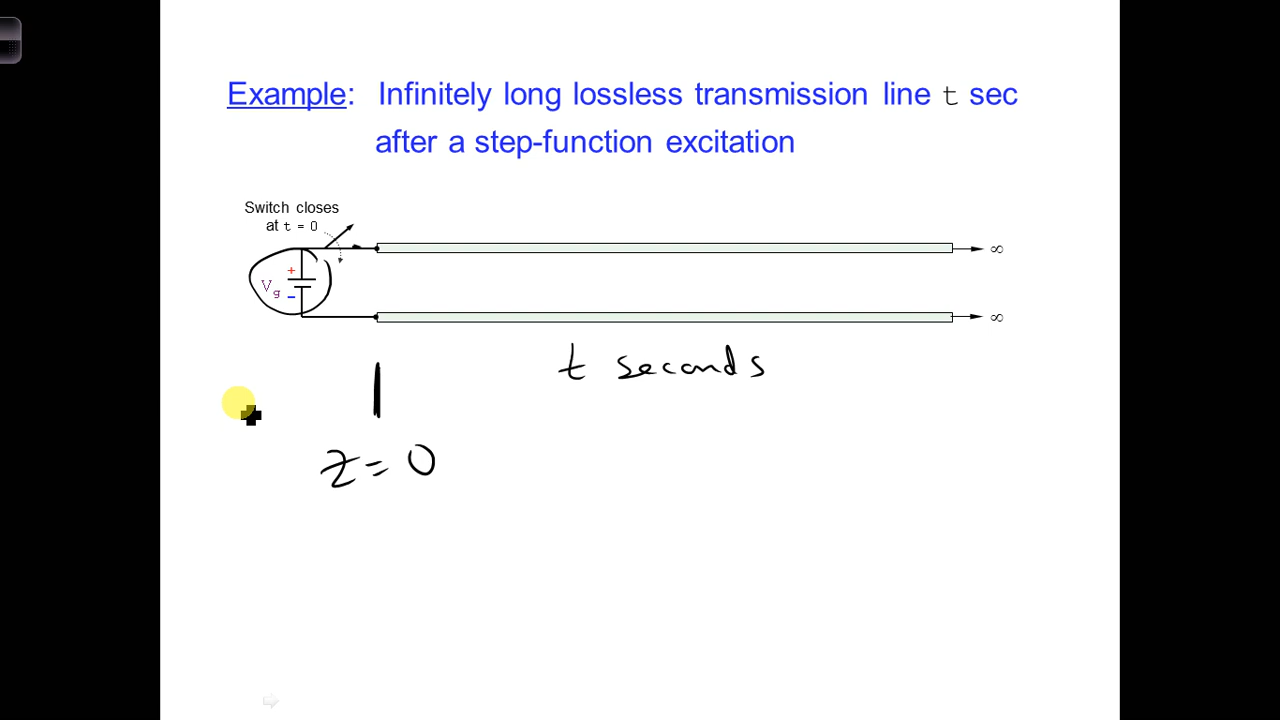 Example: Infinitely long lossless transmission line t sec
after a step-function excitation
Switch closes
at t = 0
+
Vg
−
∞
∞
t seconds
z = 0